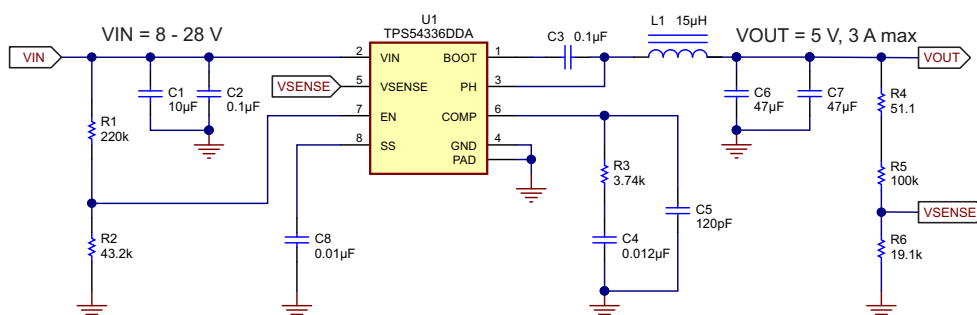 U1
TPS54336DDA
VIN = 8 - 28 V
VIN
C1
10µF
C2
0.1µF
R1
220k
R2
43.2k
VSENSE
C8
0.01µF
2
VIN
5
VSENSE
7
EN
8
SS
BOOT
1
PH
3
COMP
6
GND
4
PAD
C3
0.1µF
L1
15µH
VOUT = 5 V, 3 A max
VOUT
C6
47µF
C7
47µF
R3
3.74k
C4
0.012µF
C5
120pF
R4
51.1
R5
100k
VSENSE
R6
19.1k